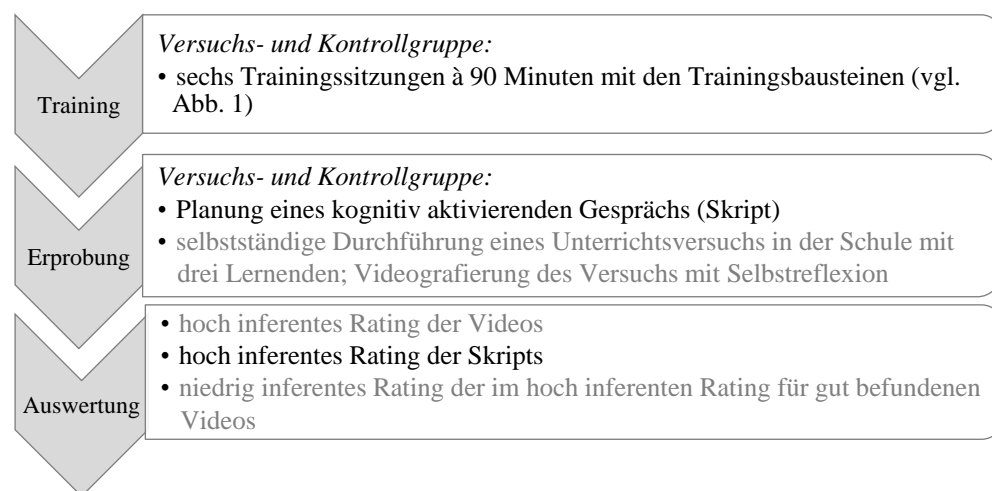 Training
Versuchs- und Kontrollgruppe:
• sechs Trainingssitzungen à 90 Minuten mit den Trainingsbausteinen (vgl.
Abb. 1)
Erprobung
Versuchs- und Kontrollgruppe:
• Planung eines kognitiv aktivierenden Gesprächs (Skript)
• selbstständige Durchführung eines Unterrichtsversuchs in der Schule mit
drei Lernenden; Videografierung des Versuchs mit Selbstreflexion
Auswertung
• hoch inferentes Rating der Videos
• hoch inferentes Rating der Skripts
• niedrig inferentes Rating der im hoch inferenten Rating für gut befundenen
Videos